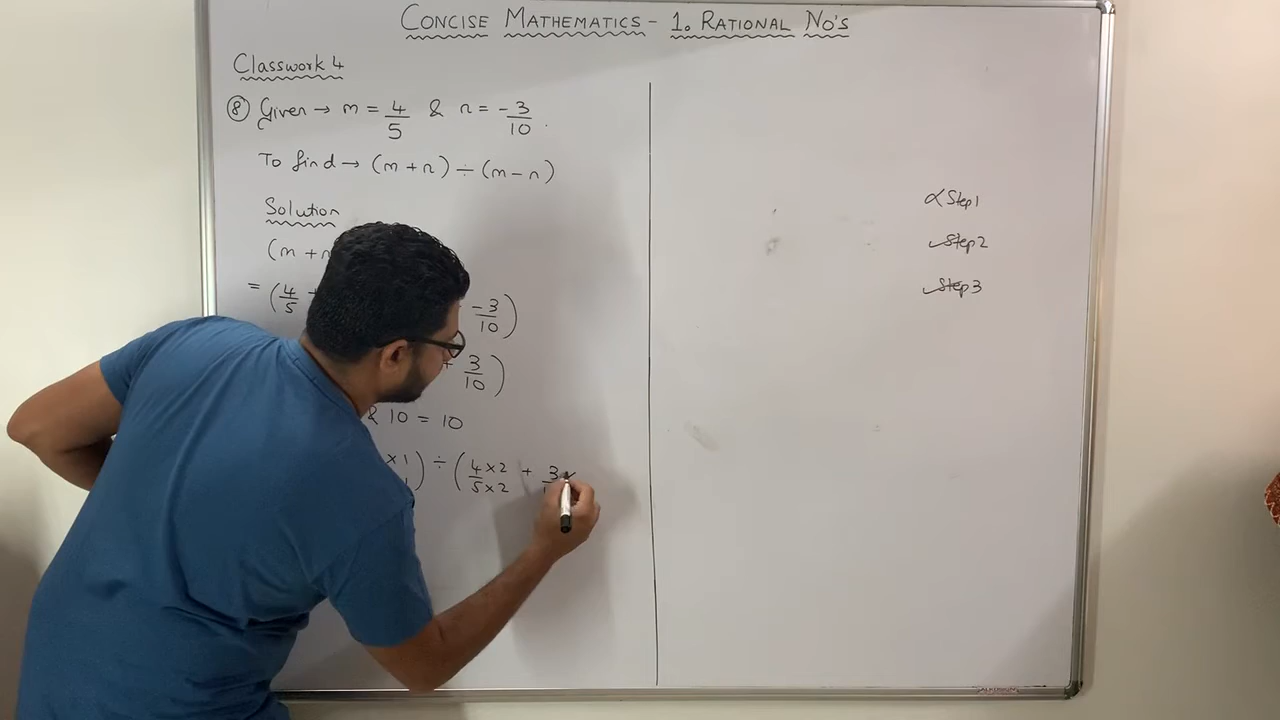 CONCISE MATHEMATICS - 1. RATIONAL NO'S
Classwork 4
⑧ Given → m = 4/5 & n = -3/10.
To find → (m + n) ÷ (m - n)
Solution
(m +
= (4/5 -3/10)
+ 3/10)
& 10 = 10
×1) ÷ (4×2/5×2 + 3
∝ Step 1
✓Step 2
✓Step 3